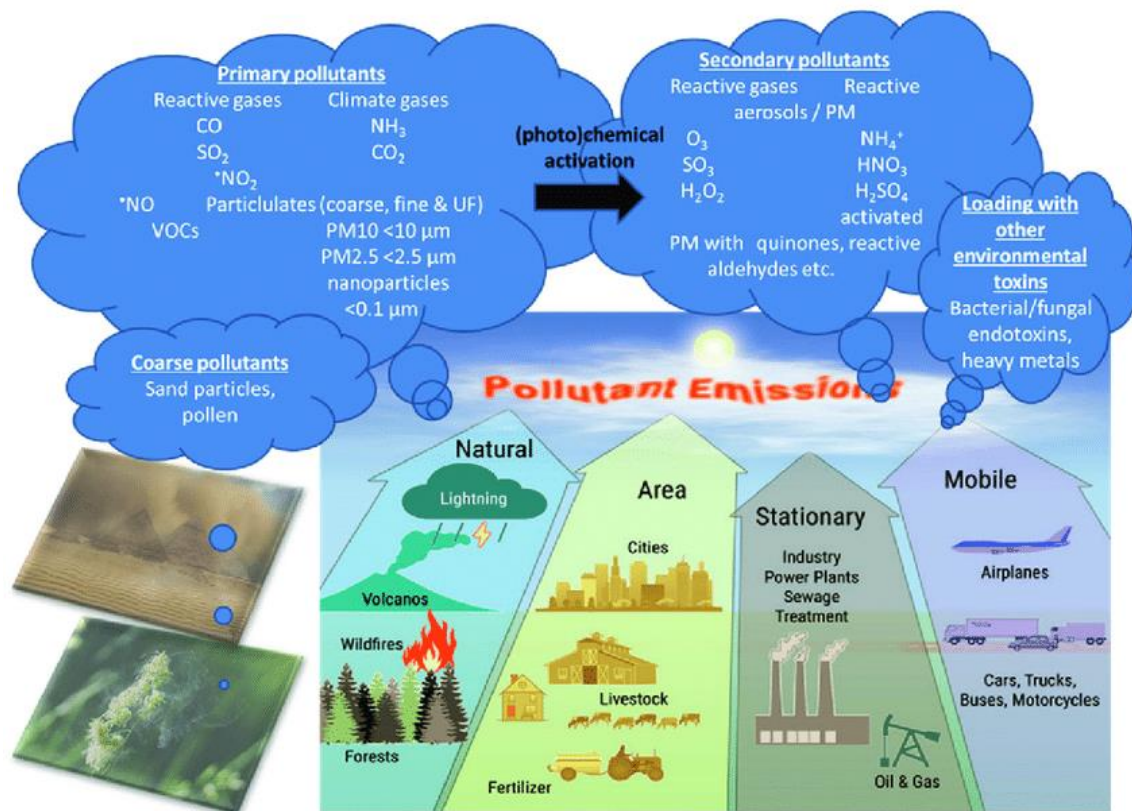 Primary pollutants
Reactive gases Climate gases
CO NH₃
SO₂ CO₂
•NO₂
•NO Particlulates (coarse, fine & UF)
VOCs PM10 <10 µm
PM2.5 <2.5 µm
nanoparticles
<0.1 µm
(photo)chemical
activation
Secondary pollutants
Reactive gases Reactive
aerosols / PM
O₃ NH₄⁺
SO₃ HNO₃
H₂O₂ H₂SO₄
activated
PM with quinones, reactive
aldehydes etc.
Loading with
other
environmental
toxins
Bacterial/fungal
endotoxins,
heavy metals
Coarse pollutants
Sand particles,
pollen
Pollutant Emissions
Natural
Lightning
Volcanos
Wildfires
Forests
Area
Cities
Livestock
Fertilizer
Stationary
Industry
Power Plants
Sewage
Treatment
Oil & Gas
Mobile
Airplanes
Cars, Trucks,
Buses, Motorcycles